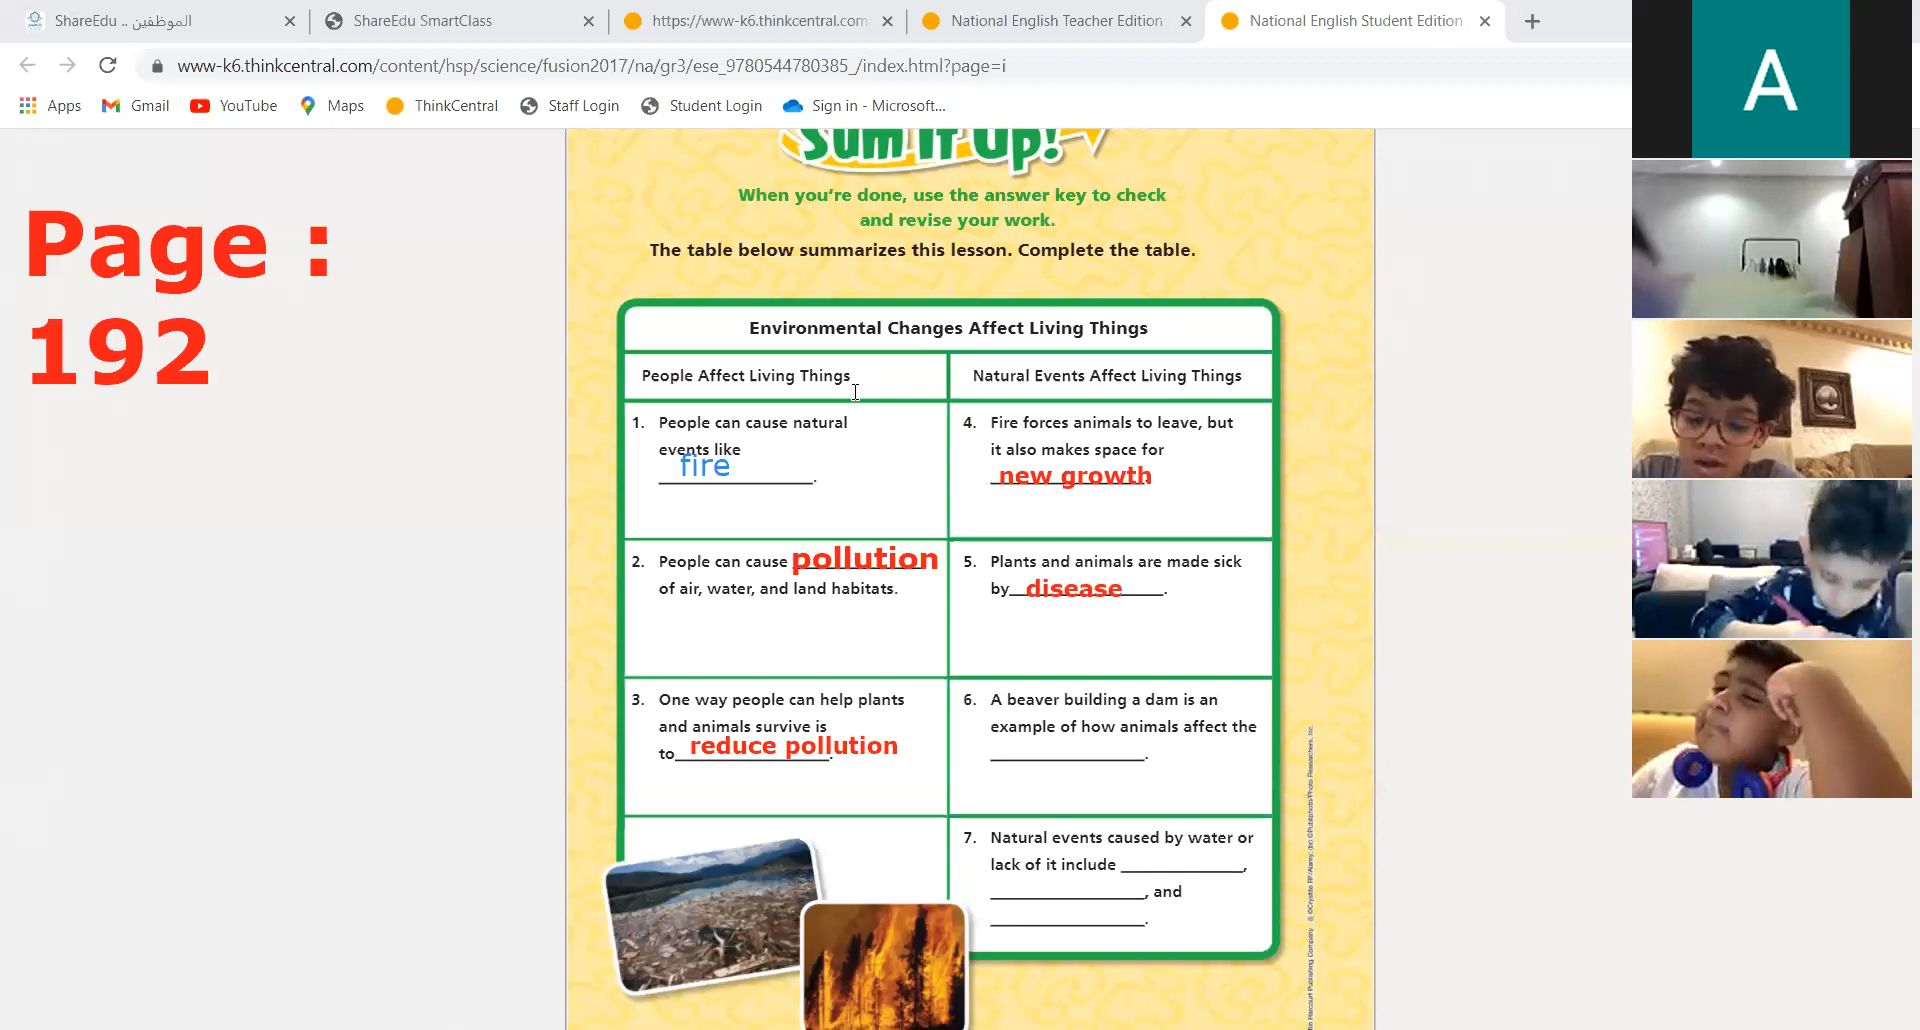 ShareEdu .. الموظفين
ShareEdu SmartClass
https://www-k6.thinkcentral.com
National English Teacher Edition
National English Student Edition
www-k6.thinkcentral.com/content/hsp/science/fusion2017/na/gr3/ese_9780544780385_/index.html?page=i
Apps
Gmail
YouTube
Maps
ThinkCentral
Staff Login
Student Login
Sign in - Microsoft...
A
Page :
192
Sum It Up!
When you're done, use the answer key to check
and revise your work.
The table below summarizes this lesson. Complete the table.
Environmental Changes Affect Living Things
People Affect Living Things
Natural Events Affect Living Things
1. People can cause natural
events like
fire.
4. Fire forces animals to leave, but
it also makes space for
new growth.
2. People can cause pollution
of air, water, and land habitats.
5. Plants and animals are made sick
by disease.
3. One way people can help plants
and animals survive is
to reduce pollution.
6. A beaver building a dam is an
example of how animals affect the
.
7. Natural events caused by water or
lack of it include ,
, and
.